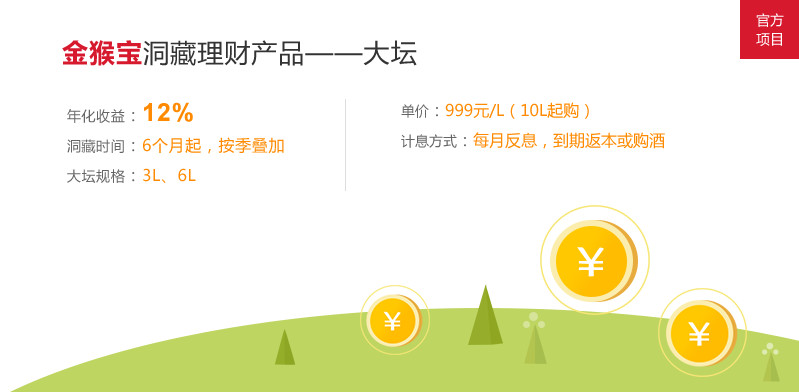 官方
项目
金猴宝洞藏理财产品——大坛
年化收益：12%
洞藏时间：6个月起，按季叠加
大坛规格：3L、6L
单价：999元/L（10L起购）
计息方式：每月反息，到期返本或购酒
¥
¥
¥